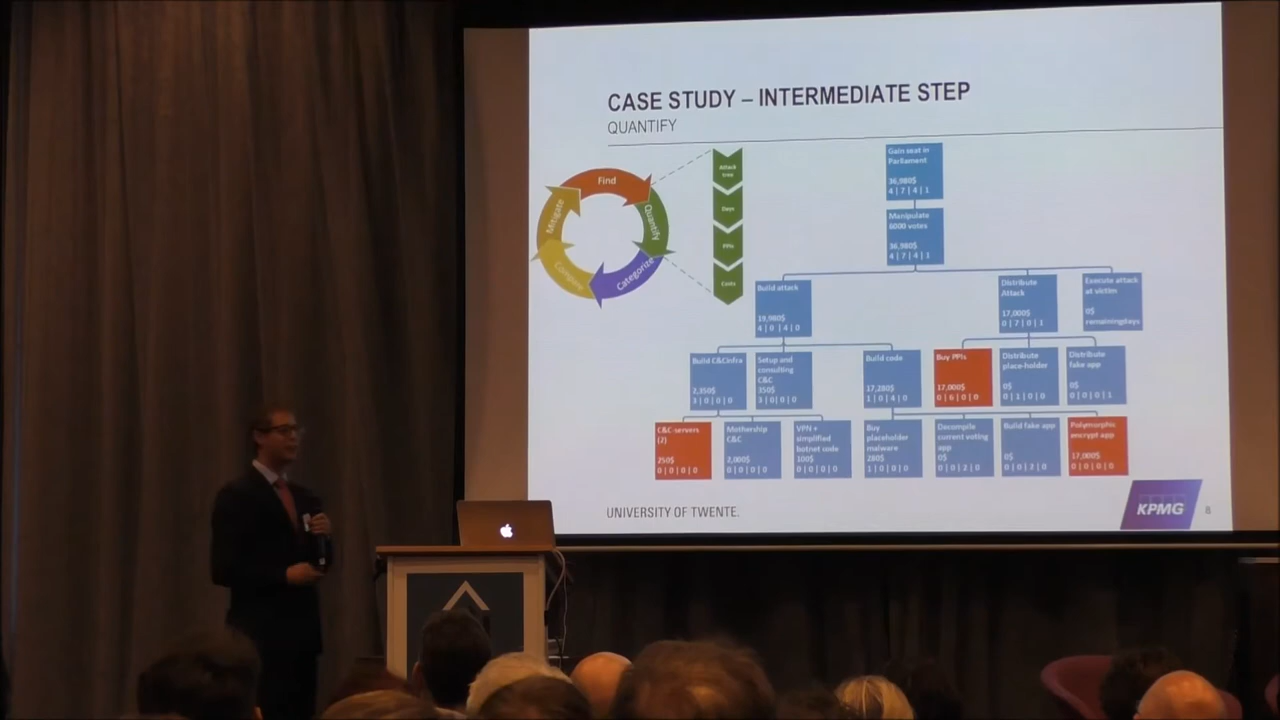 CASE STUDY – INTERMEDIATE STEP
QUANTIFY
Find
Quantify
Categorize
Company
Mitigate
Attack
tree
Days
PPIs
Costs
Gain seat in
Parliament
36,980$
4 | 7 | 4 | 1
Manipulate
6000 votes
36,980$
4 | 7 | 4 | 1
Build attack
19,980$
4 | 0 | 4 | 0
Distribute
Attack
17,000$
0 | 7 | 0 | 1
Execute attack
at victim
0$
remainingdays
Build C&Cinfra
2,350$
3 | 0 | 0 | 0
Setup and
consulting
C&C
350$
3 | 0 | 0 | 0
Build code
17,280$
1 | 0 | 4 | 0
Buy PPIs
17,000$
0 | 6 | 0 | 0
Distribute
place-holder
0$
0 | 1 | 0 | 0
Distribute
fake app
0$
0 | 0 | 0 | 1
C&C-servers
(2)
250$
0 | 0 | 0 | 0
Mothership
C&C
2,000$
0 | 0 | 0 | 0
VPN +
simplified
botnet code
100$
0 | 0 | 0 | 0
Buy
placeholder
malware
280$
1 | 0 | 0 | 0
Decompile
current voting
app
0$
0 | 0 | 2 | 0
Build fake app
0$
0 | 0 | 2 | 0
Polymorphic
encrypt app
17,000$
0 | 0 | 0 | 0
UNIVERSITY OF TWENTE.
KPMG
8